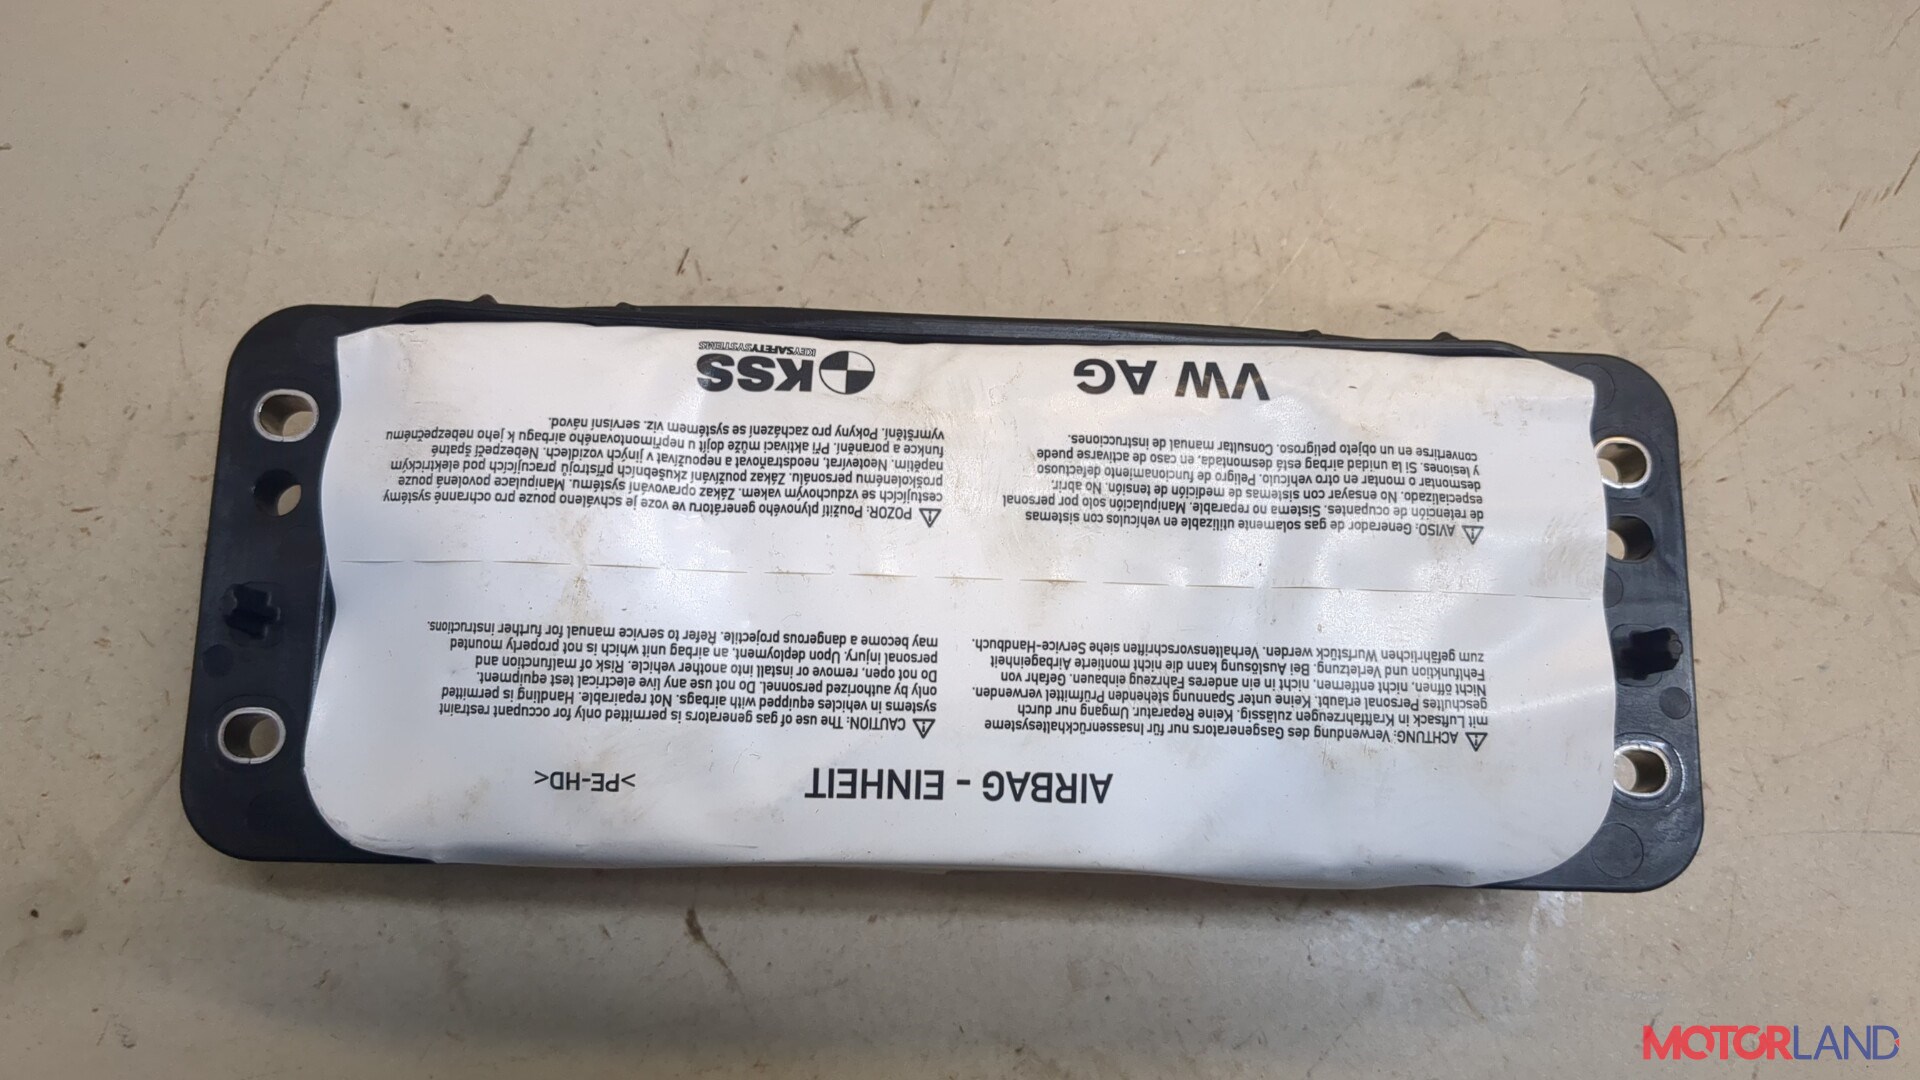 AIRBAG - EINHEIT
>PE-HD<
ACHTUNG: Verwendung des Gasgenerators nur für Insassenrückhaltesysteme
mit Luftsack in Kraftfahrzeugen zulässig. Keine Reparatur. Umgang nur durch
geschultes Personal erlaubt. Keine unter Spannung stehenden Prüfmittel verwenden.
Nicht öffnen, nicht entfernen, nicht in ein anderes Fahrzeug einbauen. Gefahr von
Fehlfunktion und Verletzung. Bei Auslösung kann die nicht montierte Airbageinheit
zum gefährlichen Wurfstück werden. Verhaltensvorschriften siehe Service-Handbuch.
CAUTION: The use of gas generators is permitted only for occupant restraint
systems in vehicles equipped with airbags. Not repairable. Handling is permitted
only by authorized personnel. Do not use any live electrical test equipment.
Do not open, remove or install into another vehicle. Risk of malfunction and
personal injury. Upon deployment, an airbag unit which is not properly mounted
may become a dangerous projectile. Refer to service manual for further instructions.
AVISO: Generador de gas solamente utilizable en vehículos con sistemas
de retención de ocupantes. Sistema no reparable. Manipulación solo por personal
especializado. No ensayar con sistemas de medición de tensión. No abrir,
desmontar o montar en otro vehículo. Peligro de funcionamiento defectuoso
y lesiones. Si la unidad airbag está desmontada, en caso de activarse puede
convertirse en un objeto peligroso. Consultar manual de instrucciones.
POZOR: Použití plynového generátoru ve voze je schváleno pouze pro ochranné systémy
cestujících se vzduchovým vakem. Zákaz opravování systému. Manipulace povolená pouze
proškolenému personálu. Zákaz používání zkušebních přístrojů pracujících pod elektrickým
napětím. Neotevírat, neodstraňovat a nepoužívat v jiných vozidlech. Nebezpečí špatné
funkce a poranění. Při aktivaci může dojít u nepřimontovaného airbagu k jeho nebezpečnému
vymrštění. Pokyny pro zacházení se systémem viz. servisní návod.
VW AG
KSS
KEYSAFETYSYSTEMS
MOTORLAND